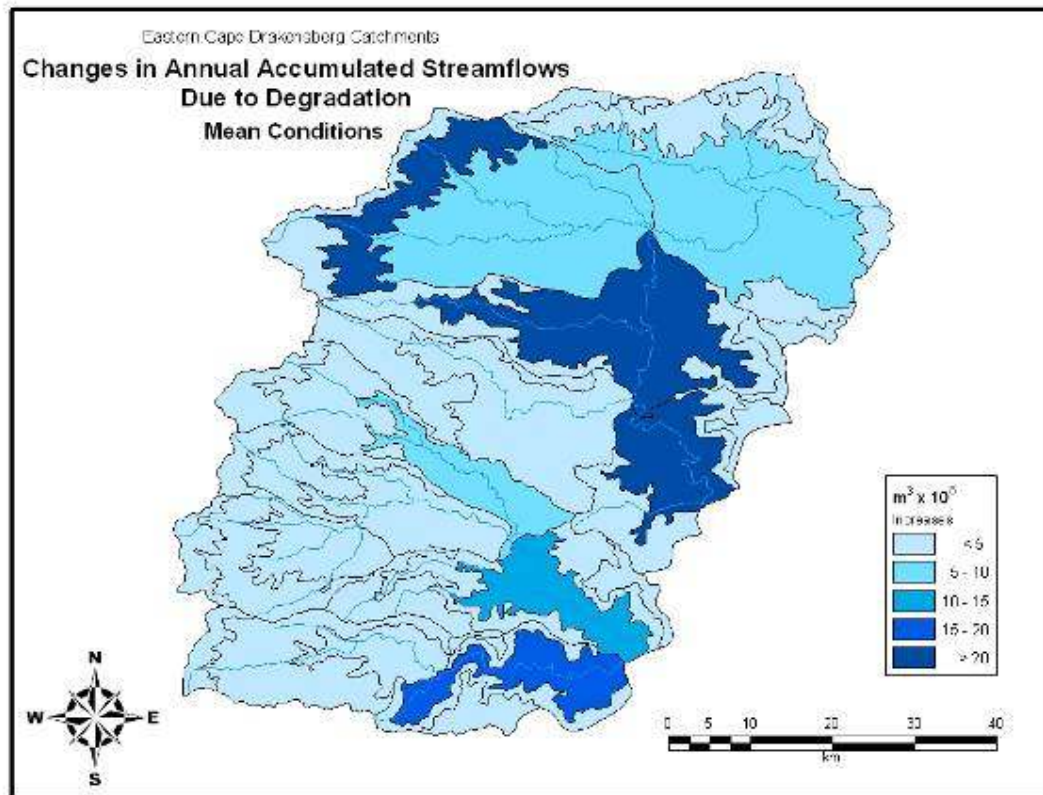 Eastern Cape Drakensberg Catchments
Changes in Annual Accumulated Streamflows
Due to Degradation
Mean Conditions
m³ x 10⁶
Increases
< 5
5 - 10
10 - 15
15 - 20
> 20
N
W E
S
0 5 10 20 30 40
km